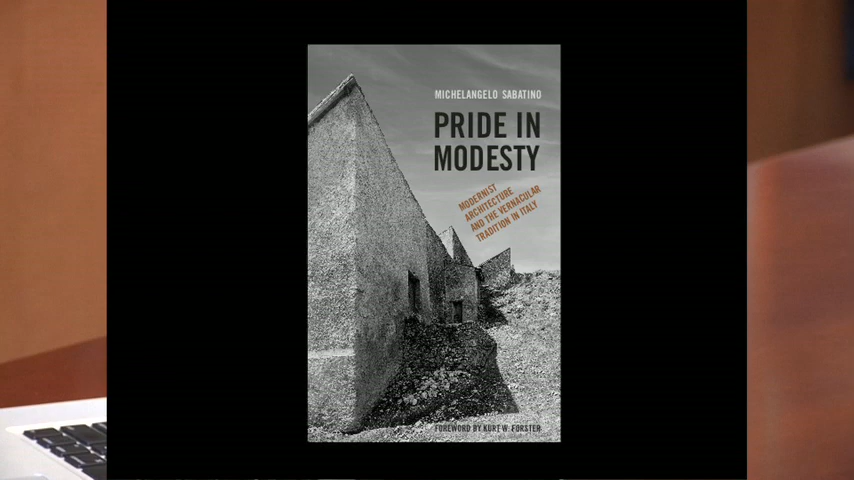 MICHELANGELO SABATINO
PRIDE IN
MODESTY
MODERNIST
ARCHITECTURE
AND THE VERNACULAR
TRADITION IN ITALY
FOREWORD BY KURT W. FORSTER